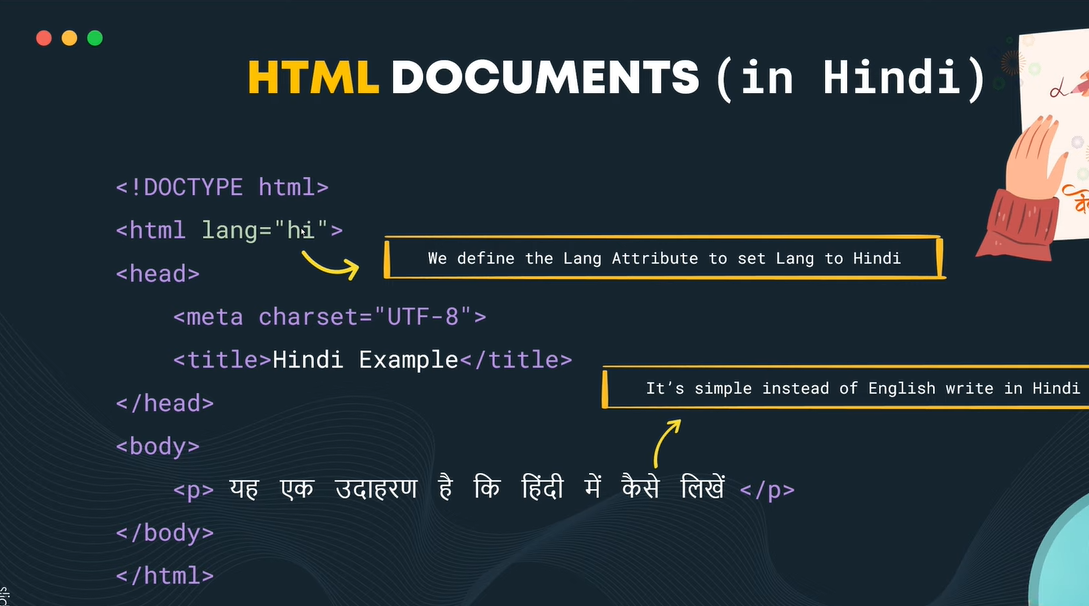 HTML DOCUMENTS (in Hindi)
<!DOCTYPE html>
<html lang="hi">
We define the Lang Attribute to set Lang to Hindi
<head>
<meta charset="UTF-8">
<title>Hindi Example</title>
It’s simple instead of English write in Hindi
</head>
<body>
<p> यह एक उदाहरण है कि हिंदी में कैसे लिखें </p>
</body>
</html>